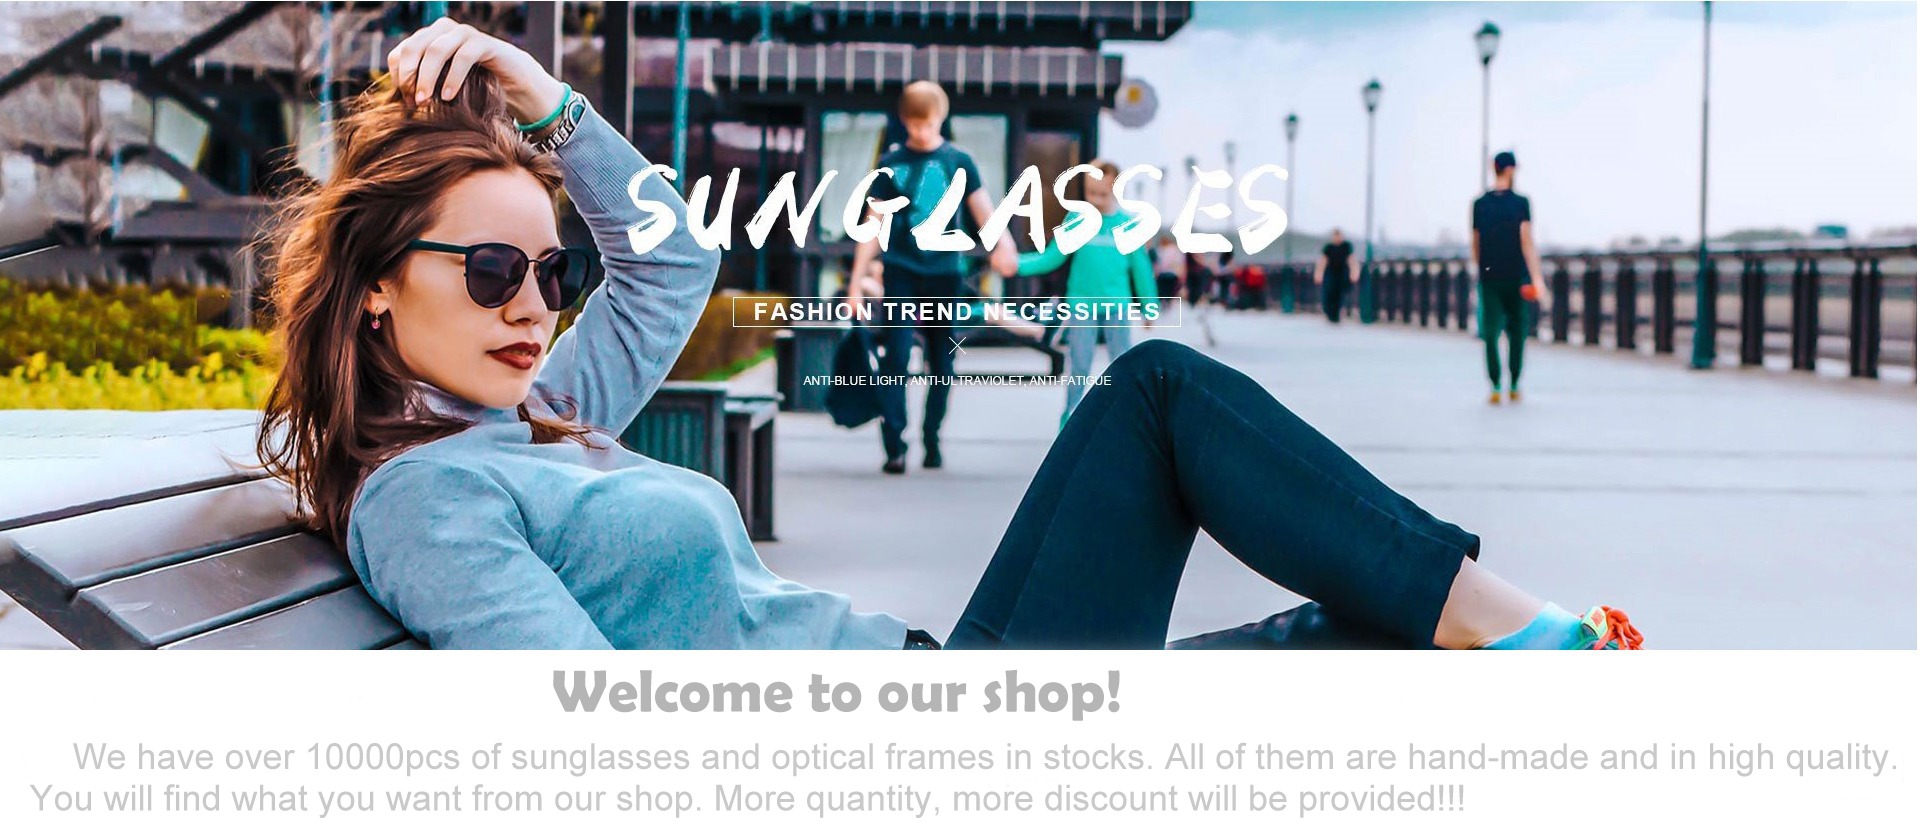 SUNGLASSES
FASHION TREND NECESSITIES
ANTI-BLUE LIGHT, ANTI-ULTRAVIOLET, ANTI-FATIGUE
Welcome to our shop!
We have over 10000pcs of sunglasses and optical frames in stocks. All of them are hand-made and in high quality.
You will find what you want from our shop. More quantity, more discount will be provided!!!